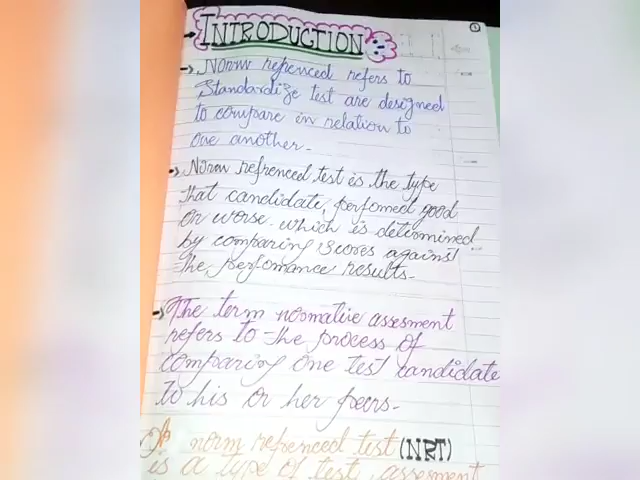 INTRODUCTION
Norm refrenced refers to
Standardize test are designed
to compare in relation to
one another.
Norm refrenced test is the type
that candidate, perfomed good
or worse. which is determined
by comparing scores against
the, perfomance results.
The term normative assesment
refers to the process of
comparing one test candidate
to his or her peers.
A norm refrenced test (NRT)
is a type of test, assesment